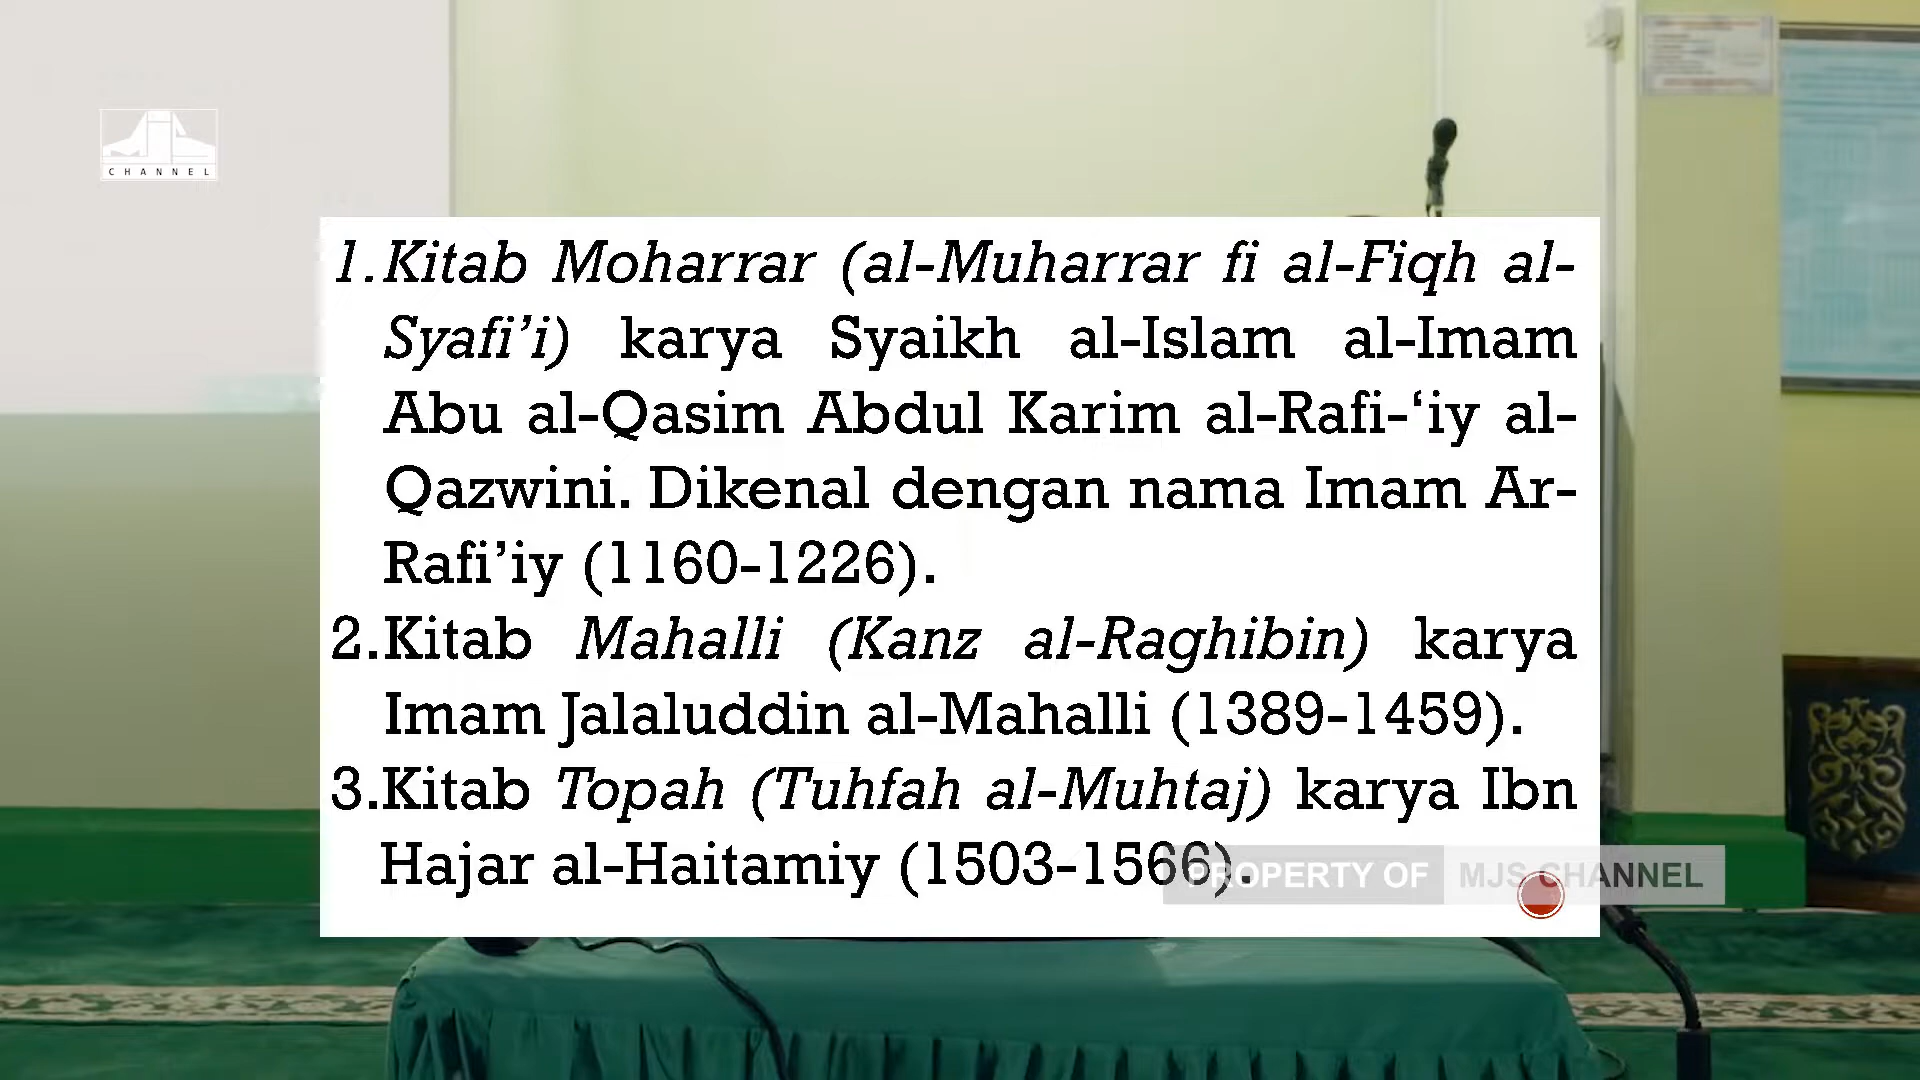 CHANNEL
1. Kitab Moharrar (al-Muharrar fi al-Fiqh al-
Syafi’i) karya Syaikh al-Islam al-Imam
Abu al-Qasim Abdul Karim al-Rafi-‘iy al-
Qazwini. Dikenal dengan nama Imam Ar-
Rafi’iy (1160-1226).
2. Kitab Mahalli (Kanz al-Raghibin) karya
Imam Jalaluddin al-Mahalli (1389-1459).
3. Kitab Topah (Tuhfah al-Muhtaj) karya Ibn
Hajar al-Haitamiy (1503-1566).
PROPERTY OF MJS CHANNEL